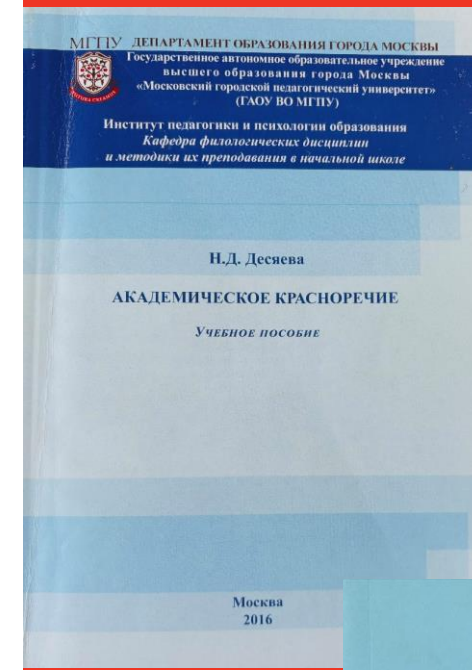 МГПУ ДЕПАРТАМЕНТ ОБРАЗОВАНИЯ ГОРОДА МОСКВЫ
Государственное автономное образовательное учреждение
высшего образования города Москвы
«Московский городской педагогический университет»
(ГАОУ ВО МГПУ)
Институт педагогики и психологии образования
Кафедра филологических дисциплин
и методики их преподавания в начальной школе
Н.Д. Десяева
АКАДЕМИЧЕСКОЕ КРАСНОРЕЧИЕ
УЧЕБНОЕ ПОСОБИЕ
Москва
2016